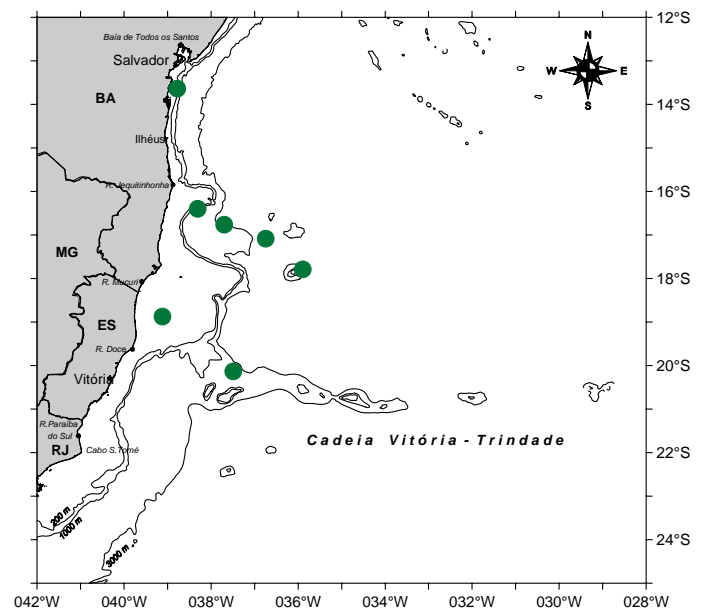 12°S
Baía de Todos os Santos
Salvador
N
W
E
S
BA
14°S
Ilhéus
R. Jequitinhonha
16°S
MG
R. Mucuri
18°S
ES
R. Doce
20°S
Vitória
R.Paraíba
do Sul
RJ
Cabo S.Tomé
Cadeia Vitória - Trindade
22°S
200 m
1000 m
3000 m
24°S
042°W
040°W
038°W
036°W
034°W
032°W
030°W
028°W